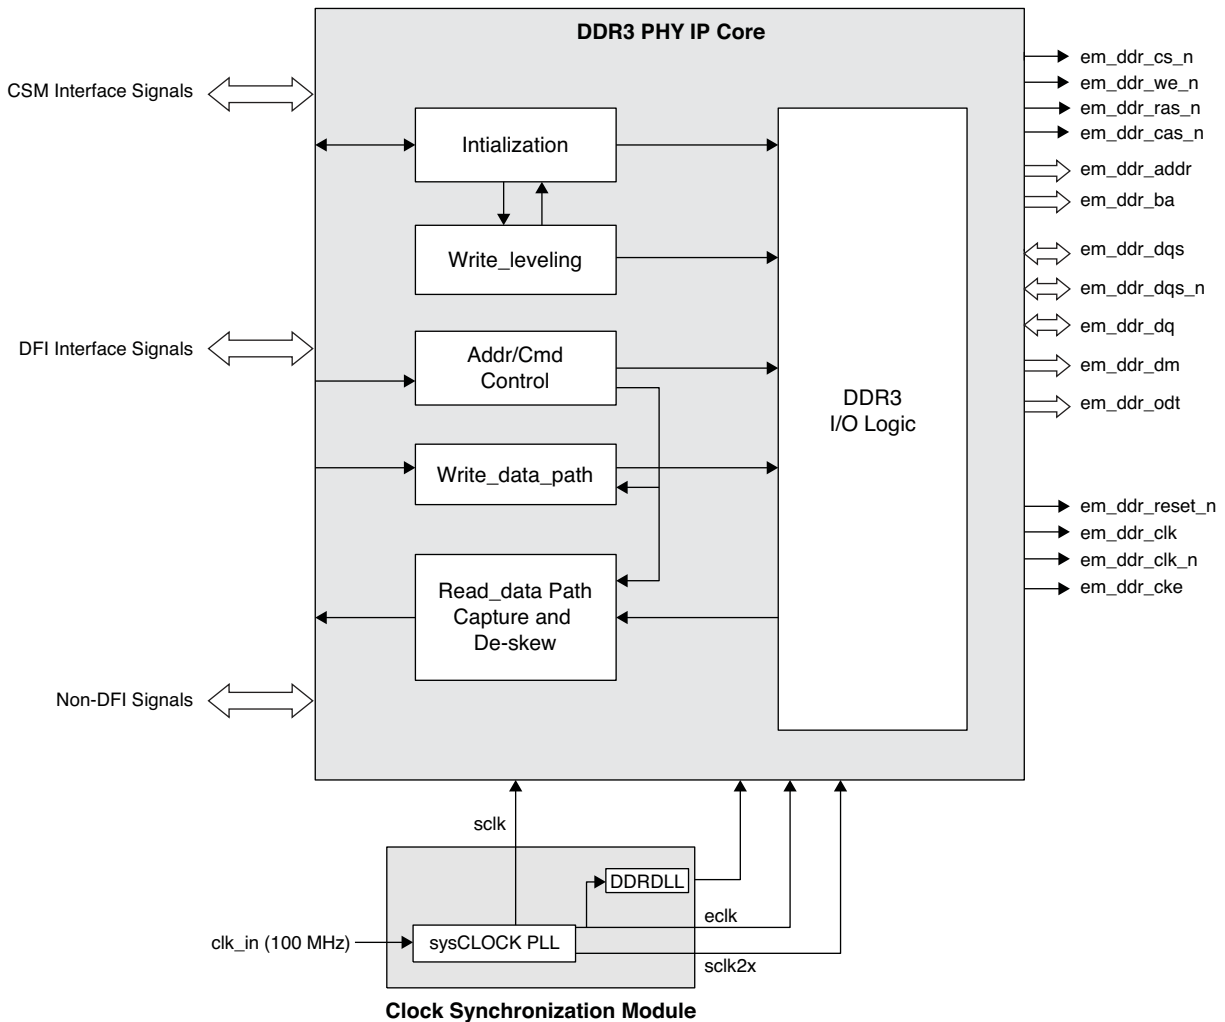 DDR3 PHY IP Core
CSM Interface Signals
DFI Interface Signals
Non-DFI Signals
Intialization
Write_leveling
Addr/Cmd
Control
Write_data_path
Read_data Path
Capture and
De-skew
DDR3
I/O Logic
em_ddr_cs_n
em_ddr_we_n
em_ddr_ras_n
em_ddr_cas_n
em_ddr_addr
em_ddr_ba
em_ddr_dqs
em_ddr_dqs_n
em_ddr_dq
em_ddr_dm
em_ddr_odt
em_ddr_reset_n
em_ddr_clk
em_ddr_clk_n
em_ddr_cke
sclk
DDRDLL
eclk
clk_in (100 MHz)
sysCLOCK PLL
sclk2x
Clock Synchronization Module